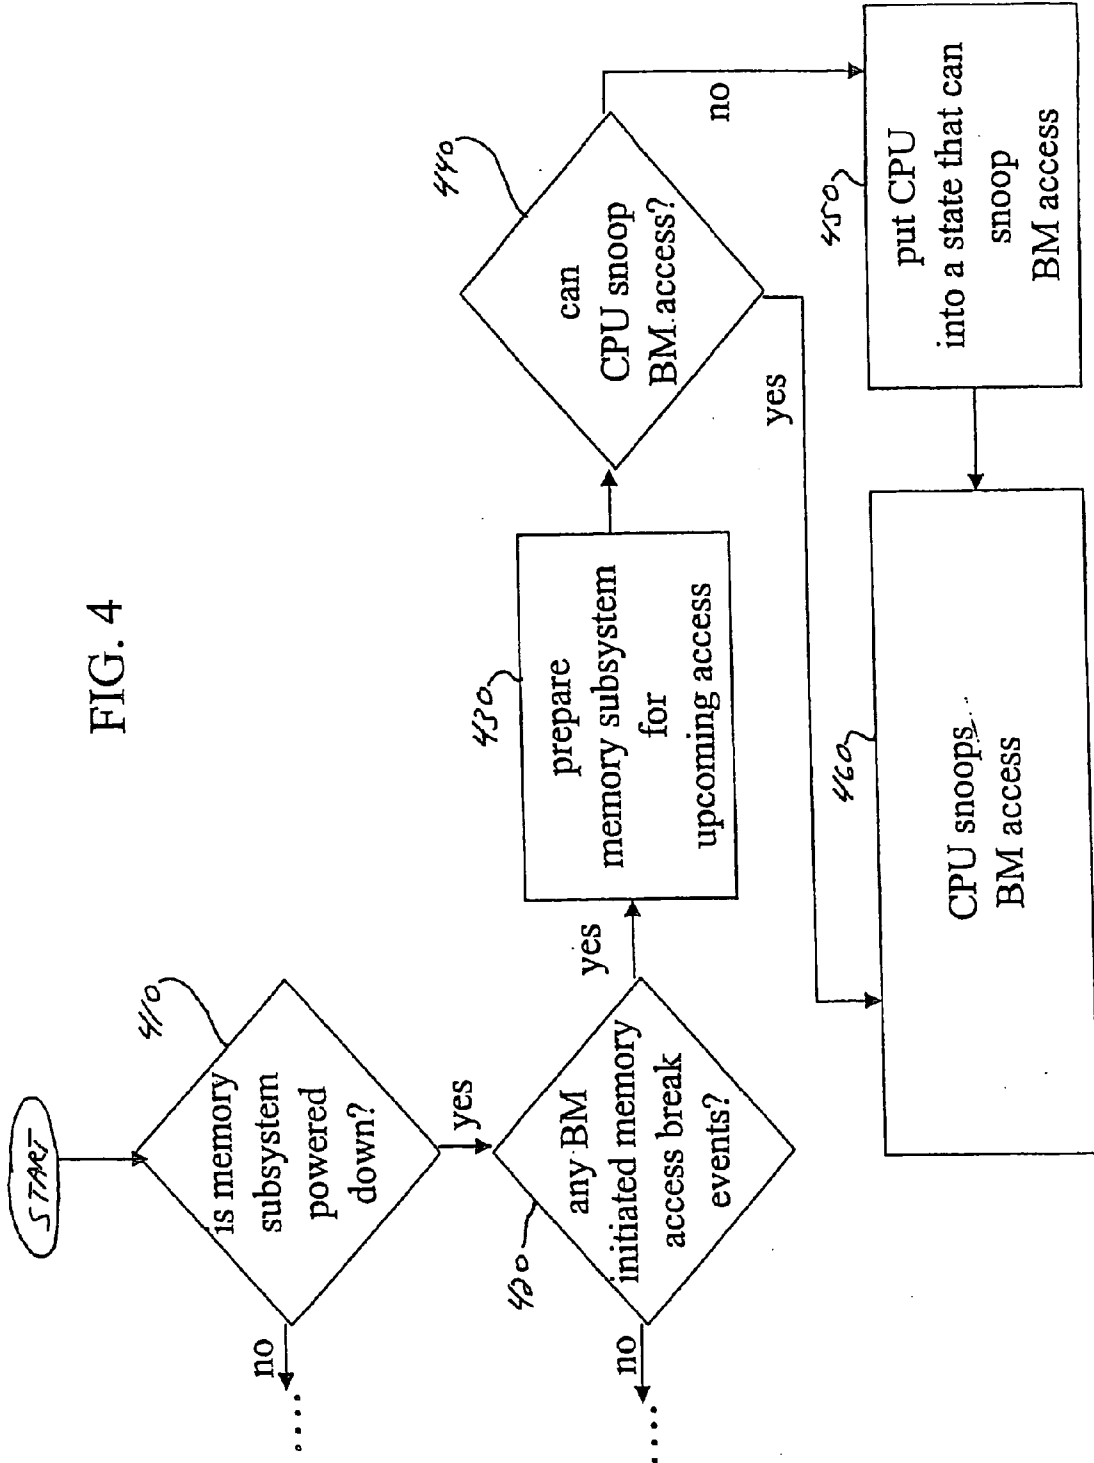 FIG. 4
START
410
is memory
subsystem
powered
down?
no
....
yes
420
any BM
initiated memory
access break
events?
no
....
yes
430
prepare
memory subsystem
for
upcoming access
440
can
CPU snoop
BM access?
no
yes
450
put CPU
into a state that can
snoop
BM access
460
CPU snoops
BM access